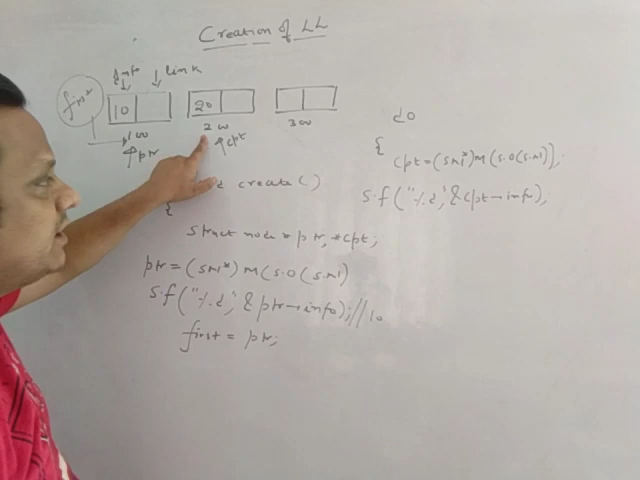 Creation of LL
info link
first
10 20
100 200 300
ptr cpt
create()
{
struct node *ptr, *cpt;
ptr=(SN*)M(S.O(SN)
S.f("%d",&ptr→info);//10
first = ptr;
do
{
cpt=(SN*)M(S.O(SN));
S.f("%d",&cpt→info);